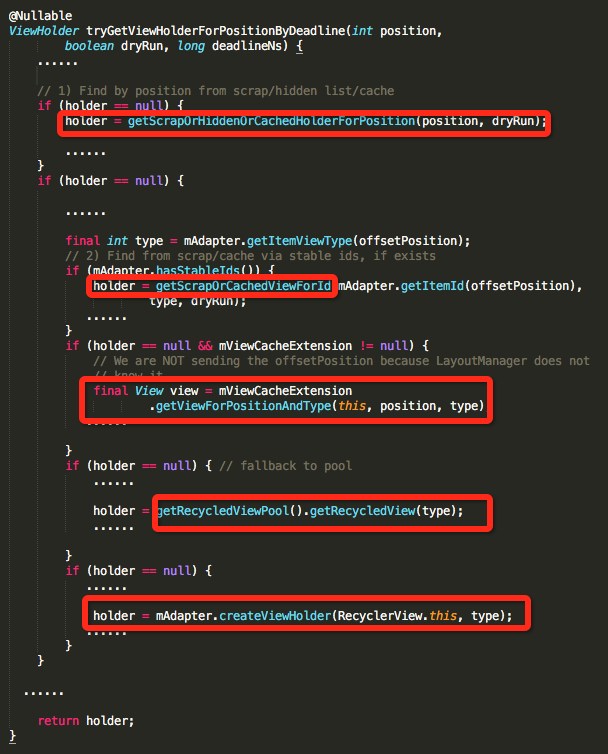 @Nullable
ViewHolder tryGetViewHolderForPositionByDeadline(int position,
        boolean dryRun, long deadlineNs) {
    ......
    // 1) Find by position from scrap/hidden list/cache
    if (holder == null) {
        holder = getScrapOrHiddenOrCachedHolderForPosition(position, dryRun);
        ......
    }
    if (holder == null) {
        ......
        final int type = mAdapter.getItemViewType(offsetPosition);
        // 2) Find from scrap/cache via stable ids, if exists
        if (mAdapter.hasStableIds()) {
            holder = getScrapOrCachedViewForId mAdapter.getItemId(offsetPosition),
                    type, dryRun);
            ......
        }
        if (holder == null && mViewCacheExtension != null) {
            // We are NOT sending the offsetPosition because LayoutManager does not
            // know it
            final View view = mViewCacheExtension
                    .getViewForPositionAndType(this, position, type)
            ......
        }
        if (holder == null) { // fallback to pool
            ......
            holder = getRecycledViewPool().getRecycledView(type);
            ......
        }
        if (holder == null) {
            ......
            holder = mAdapter.createViewHolder(RecyclerView.this, type);
            ......
        }
    }
  ......
    return holder;
}